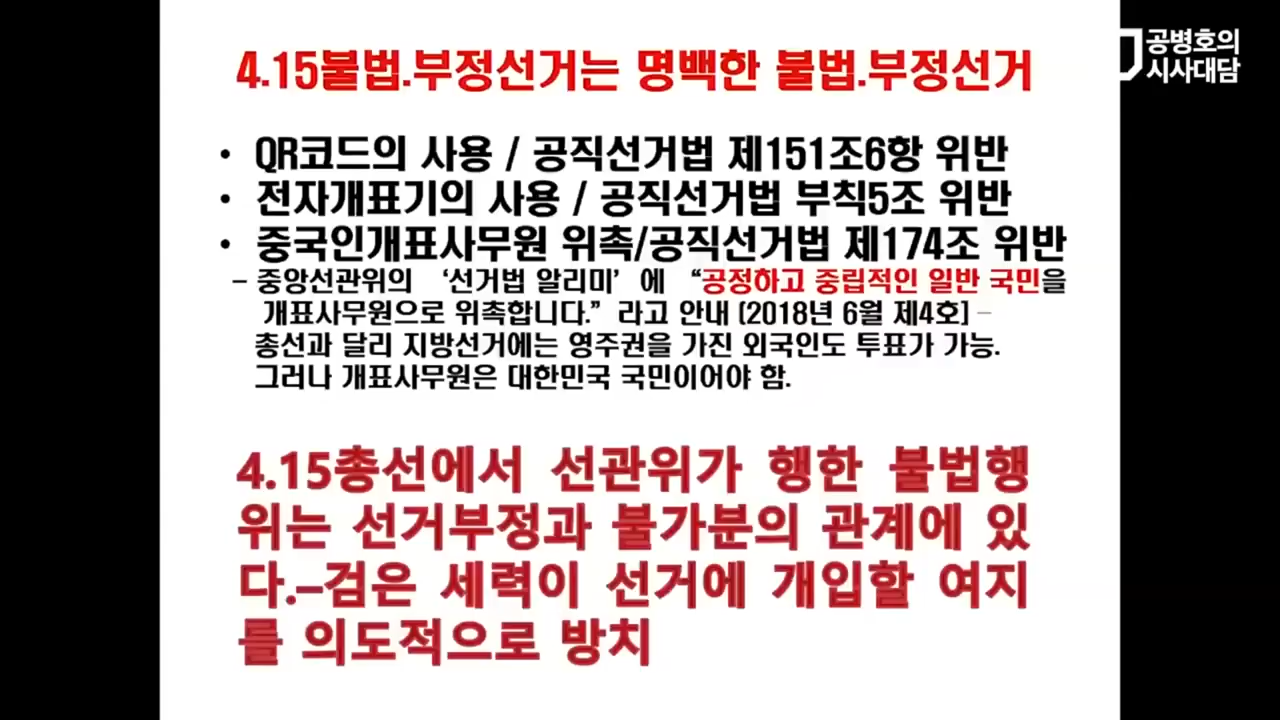 4.15불법.부정선거는 명백한 불법.부정선거
공병호의
시사대담
• QR코드의 사용 / 공직선거법 제151조6항 위반
• 전자개표기의 사용 / 공직선거법 부칙5조 위반
• 중국인개표사무원 위촉/공직선거법 제174조 위반
– 중앙선관위의 ‘선거법 알리미’ 에 “공정하고 중립적인 일반 국민을
개표사무원으로 위촉합니다.” 라고 안내 [2018년 6월 제4호] –
총선과 달리 지방선거에는 영주권을 가진 외국인도 투표가 가능.
그러나 개표사무원은 대한민국 국민이어야 함.
4.15총선에서 선관위가 행한 불법행
위는 선거부정과 불가분의 관계에 있
다.–검은 세력이 선거에 개입할 여지
를 의도적으로 방치